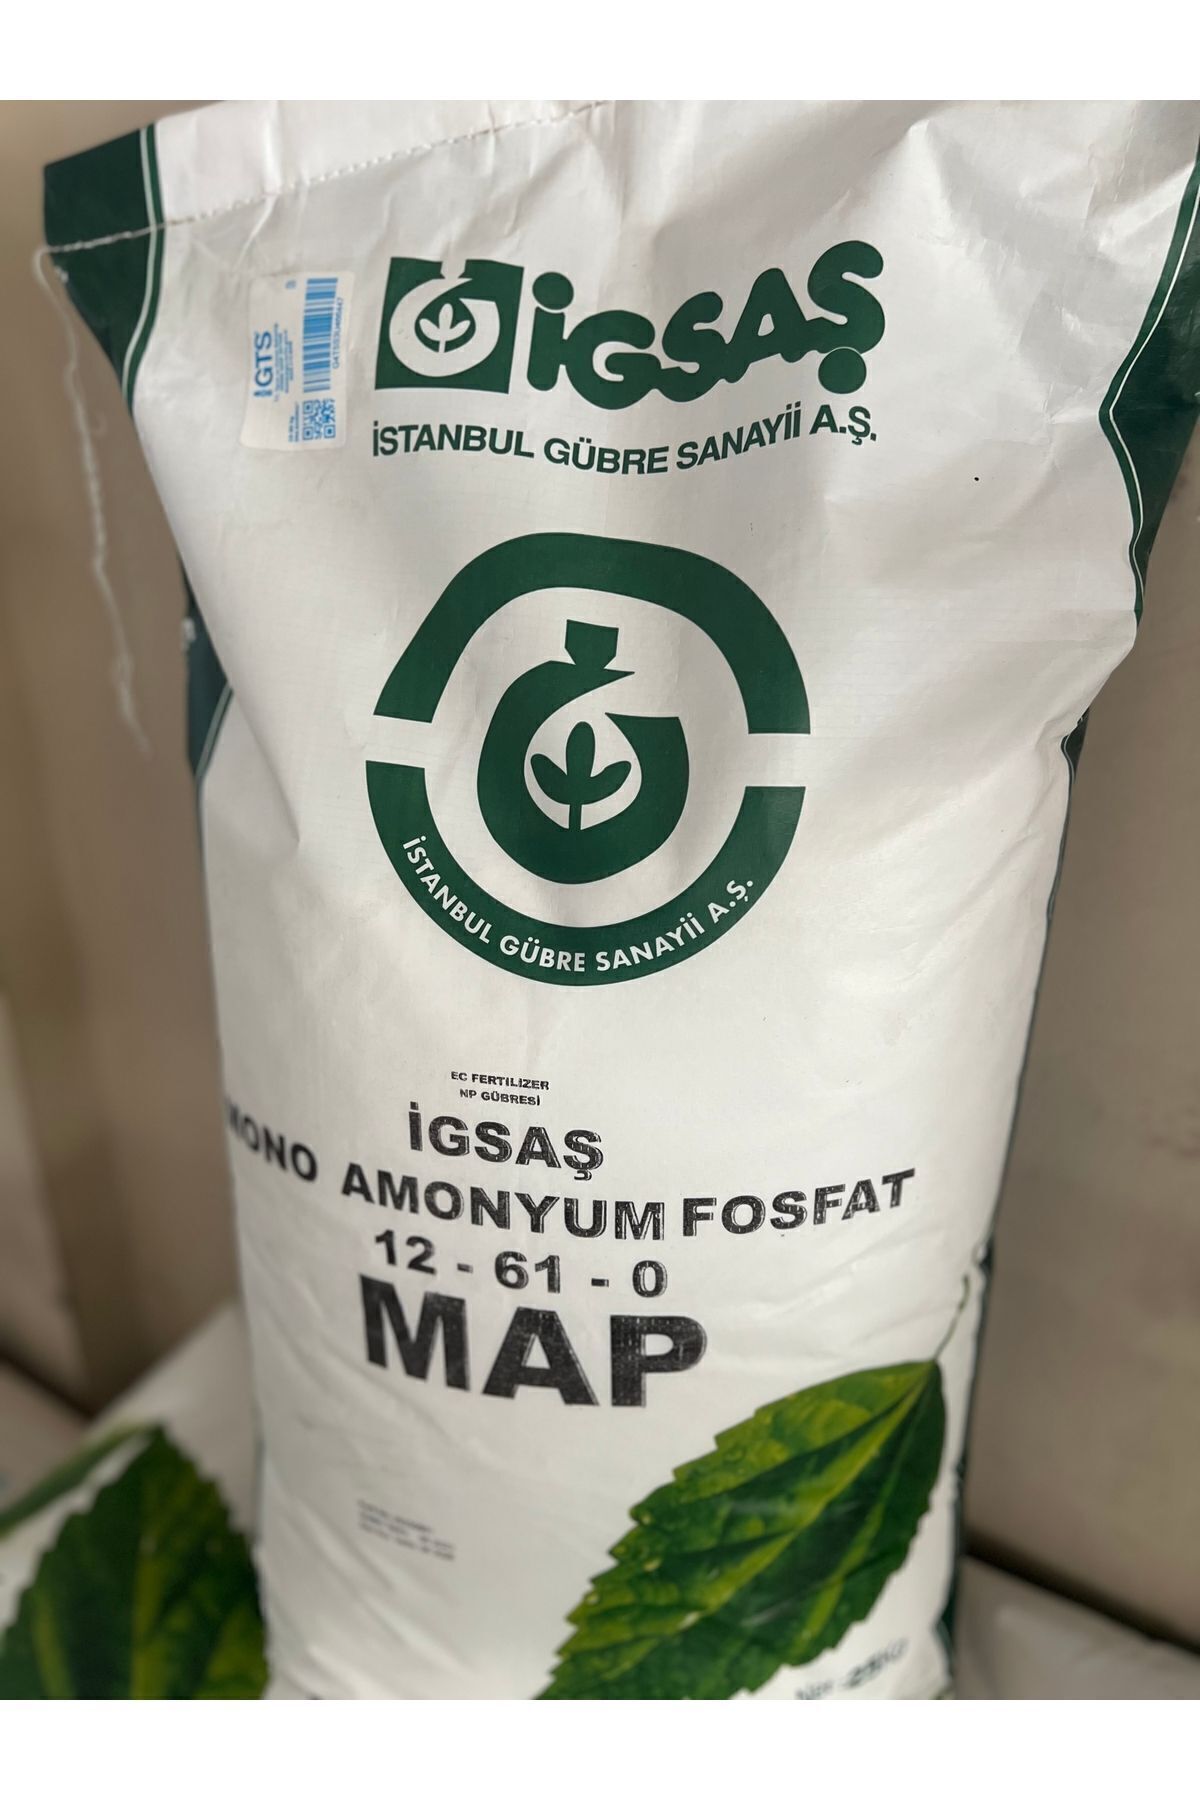 İGSAŞ
İSTANBUL GÜBRE SANAYİİ A.Ş.
İGTS
İSTANBUL GÜBRE SANAYİİ A.Ş.
EC FERTILIZER
NP GÜBRESİ
İGSAŞ
MONO AMONYUM FOSFAT
12 - 61 - 0
MAP